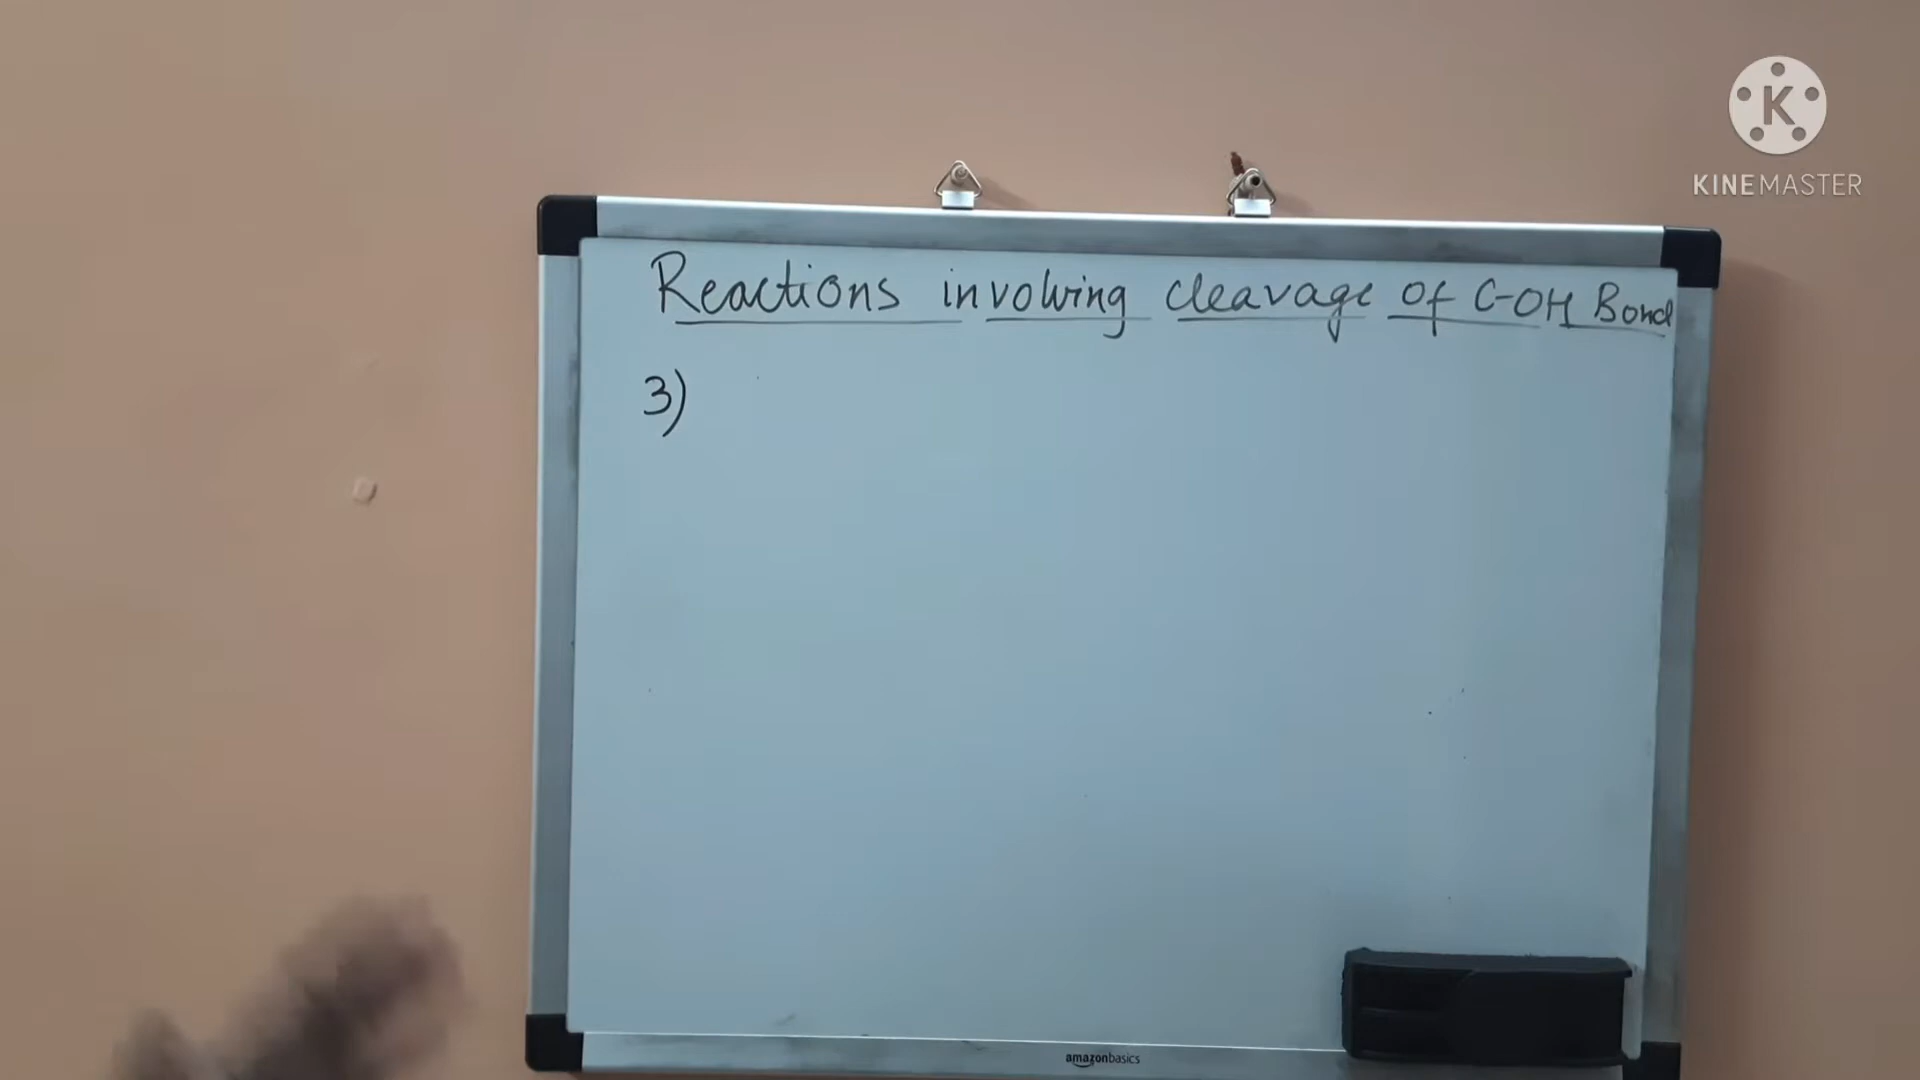 KINEMASTER
Reactions involving cleavage of C-OH Bond
3)
amazonbasics